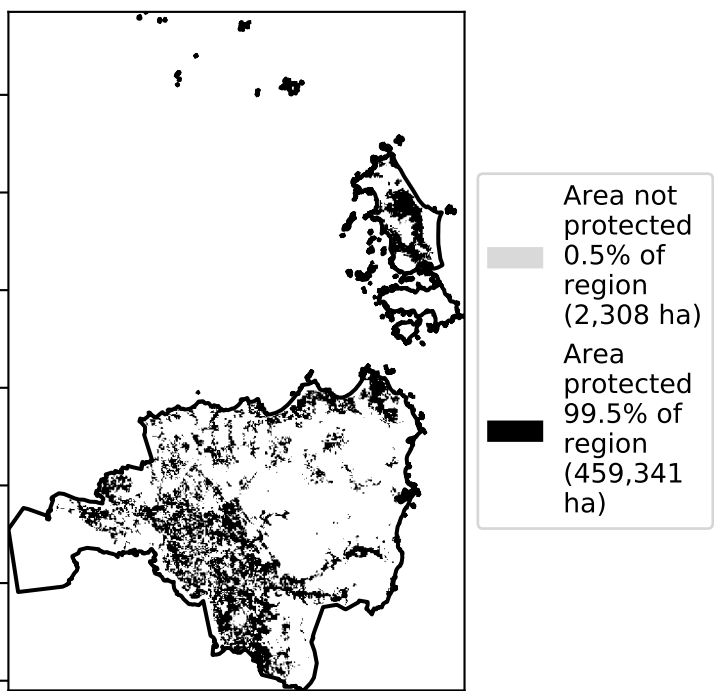 Area not
protected
0.5% of
region
(2,308 ha)
Area
protected
99.5% of
region
(459,341
ha)